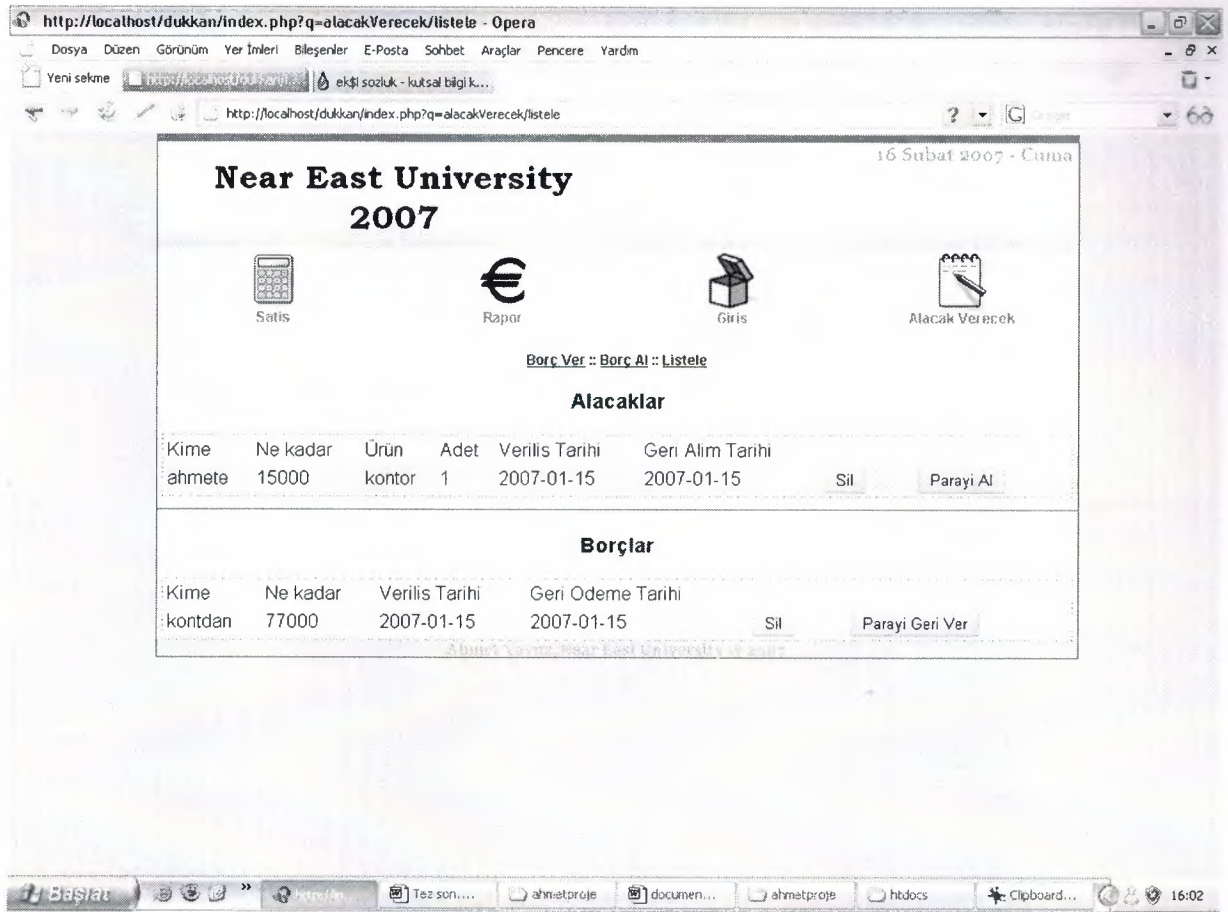 http://localhost/dukkan/index.php?q=alacakVerecek/listele - Opera
Dosya Düzen Görünüm Yer İmleri Bileşenler E-Posta Sohbet Araçlar Pencere Yardım
Yeni sekme
ek$i sozluk - kutsal bilgi k...
http://localhost/dukkan/index.php?q=alacakVerecek/listele
16 Subat 2007 - Cuma
Near East University
2007
Satis Rapor Giris Alacak Verecek
Borç Ver :: Borç Al :: Listele
Alacaklar
Kime Ne kadar Ürün Adet Verilis Tarihi Geri Alim Tarihi
ahmete 15000 kontor 1 2007-01-15 2007-01-15 Sil Parayi Al
Borçlar
Kime Ne kadar Verilis Tarihi Geri Odeme Tarihi
kontdan 77000 2007-01-15 2007-01-15 Sil Parayi Geri Ver
Near East University
Başlat » Tez son.... ahmetproje documen... ahmetproje htdocs Clipboard... 16:02